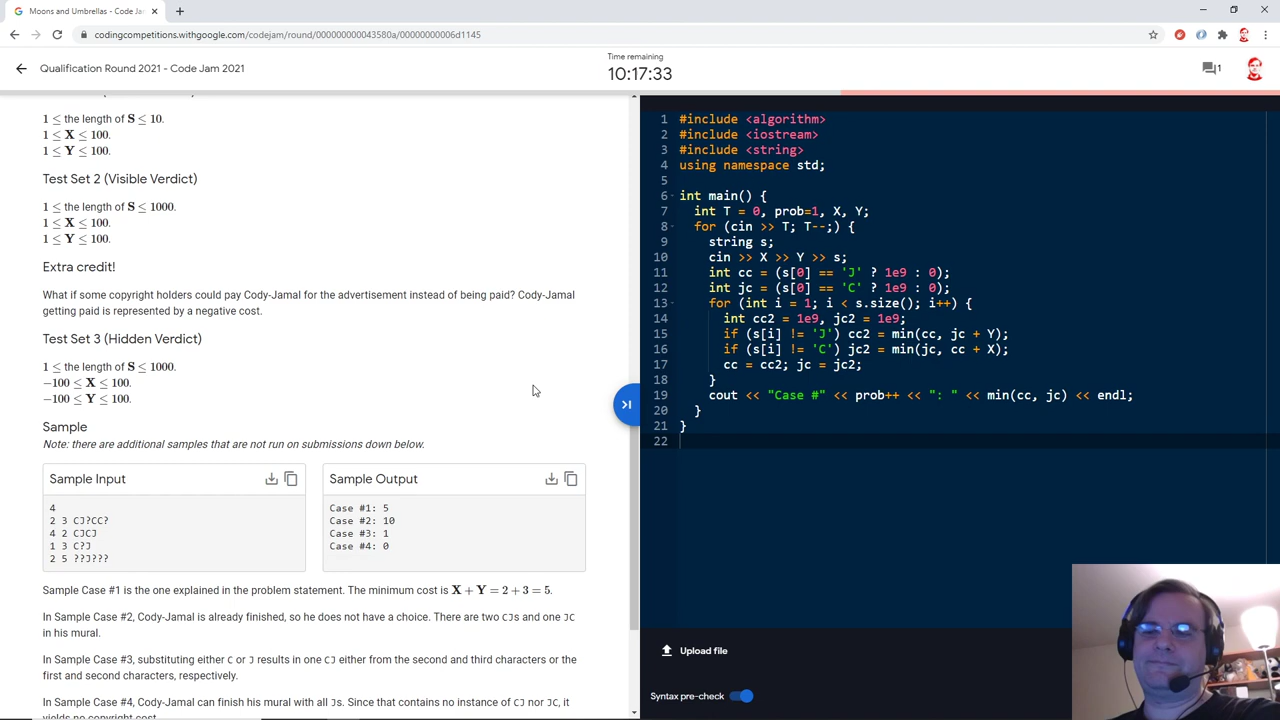 Moons and Umbrellas - Code Ja
codingcompetitions.withgoogle.com/codejam/round/000000000043580a/00000000006d1145
Qualification Round 2021 - Code Jam 2021
Time remaining
10:17:33
1
1 ≤ the length of S ≤ 10.
1 ≤ X ≤ 100.
1 ≤ Y ≤ 100.
Test Set 2 (Visible Verdict)
1 ≤ the length of S ≤ 1000.
1 ≤ X ≤ 100.
1 ≤ Y ≤ 100.
Extra credit!
What if some copyright holders could pay Cody-Jamal for the advertisement instead of being paid? Cody-Jamal
getting paid is represented by a negative cost.
Test Set 3 (Hidden Verdict)
1 ≤ the length of S ≤ 1000.
−100 ≤ X ≤ 100.
−100 ≤ Y ≤ 100.
Sample
Note: there are additional samples that are not run on submissions down below.
Sample Input
4
2 3 CJ?CC?
4 2 CJCJ
1 3 C?J
2 5 ??J???
Sample Output
Case #1: 5
Case #2: 10
Case #3: 1
Case #4: 0
Sample Case #1 is the one explained in the problem statement. The minimum cost is X + Y = 2 + 3 = 5.
In Sample Case #2, Cody-Jamal is already finished, so he does not have a choice. There are two CJs and one JC
in his mural.
In Sample Case #3, substituting either C or J results in one CJ either from the second and third characters or the
first and second characters, respectively.
In Sample Case #4, Cody-Jamal can finish his mural with all Js. Since that contains no instance of CJ nor JC, it
yields no copyright cost.
1 #include <algorithm>
2 #include <iostream>
3 #include <string>
4 using namespace std;
5
6 int main() {
7 int T = 0, prob=1, X, Y;
8 for (cin >> T; T--;) {
9 string s;
10 cin >> X >> Y >> s;
11 int cc = (s[0] == 'J' ? 1e9 : 0);
12 int jc = (s[0] == 'C' ? 1e9 : 0);
13 for (int i = 1; i < s.size(); i++) {
14 int cc2 = 1e9, jc2 = 1e9;
15 if (s[i] != 'J') cc2 = min(cc, jc + Y);
16 if (s[i] != 'C') jc2 = min(jc, cc + X);
17 cc = cc2; jc = jc2;
18 }
19 cout << "Case #" << prob++ << ": " << min(cc, jc) << endl;
20 }
21 }
22
Upload file
Syntax pre-check